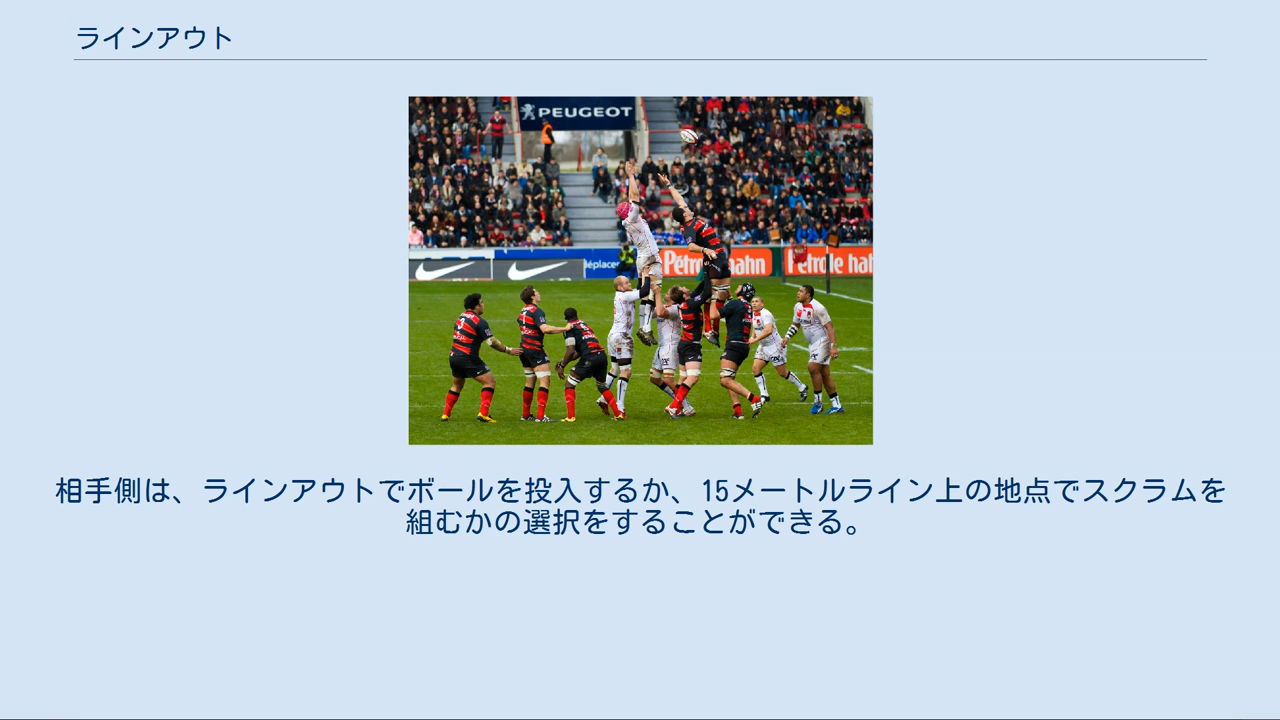 ラインアウト
PEUGEOT
déplace
Pétrole hahn
Pétrole hah
相手側は、ラインアウトでボールを投入するか、15メートルライン上の地点でスクラムを
組むかの選択をすることができる。